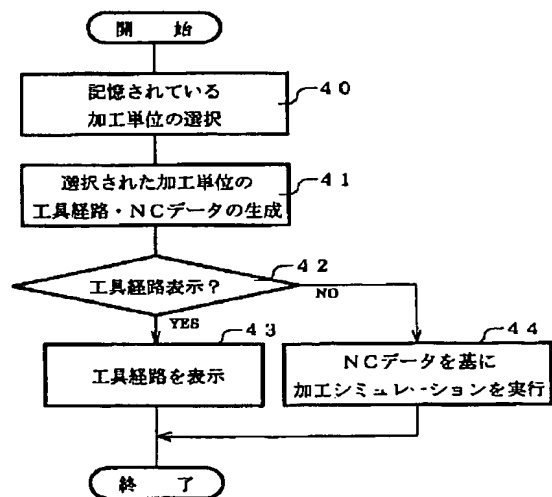 開 始
記憶されている
加工単位の選択
40
選択された加工単位の
工具経路・NCデータの生成
41
工具経路表示？
42
NO
YES
43
工具経路を表示
44
NCデータを基に
加工シミュレーションを実行
終 了